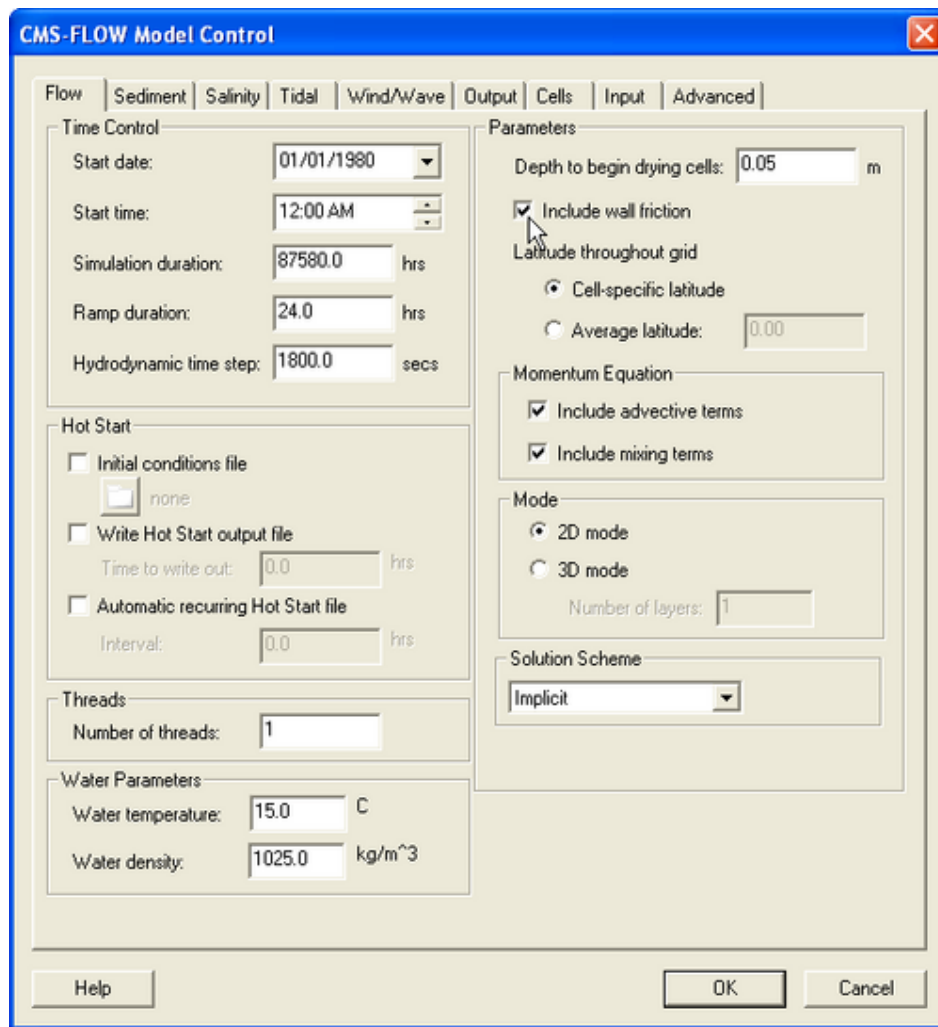 CMS-FLOW Model Control
Flow Sediment Salinity Tidal Wind/Wave Output Cells Input Advanced
Time Control
Start date: 01/01/1980
Start time: 12:00 AM
Simulation duration: 87580.0 hrs
Ramp duration: 24.0 hrs
Hydrodynamic time step: 1800.0 secs
Hot Start
Initial conditions file
none
Write Hot Start output file
Time to write out: 0.0 hrs
Automatic recurring Hot Start file
Interval: 0.0 hrs
Threads
Number of threads: 1
Water Parameters
Water temperature: 15.0 C
Water density: 1025.0 kg/m^3
Parameters
Depth to begin drying cells: 0.05 m
Include wall friction
Latitude throughout grid
Cell-specific latitude
Average latitude: 0.00
Momentum Equation
Include advective terms
Include mixing terms
Mode
2D mode
3D mode
Number of layers: 1
Solution Scheme
Implicit
Help OK Cancel